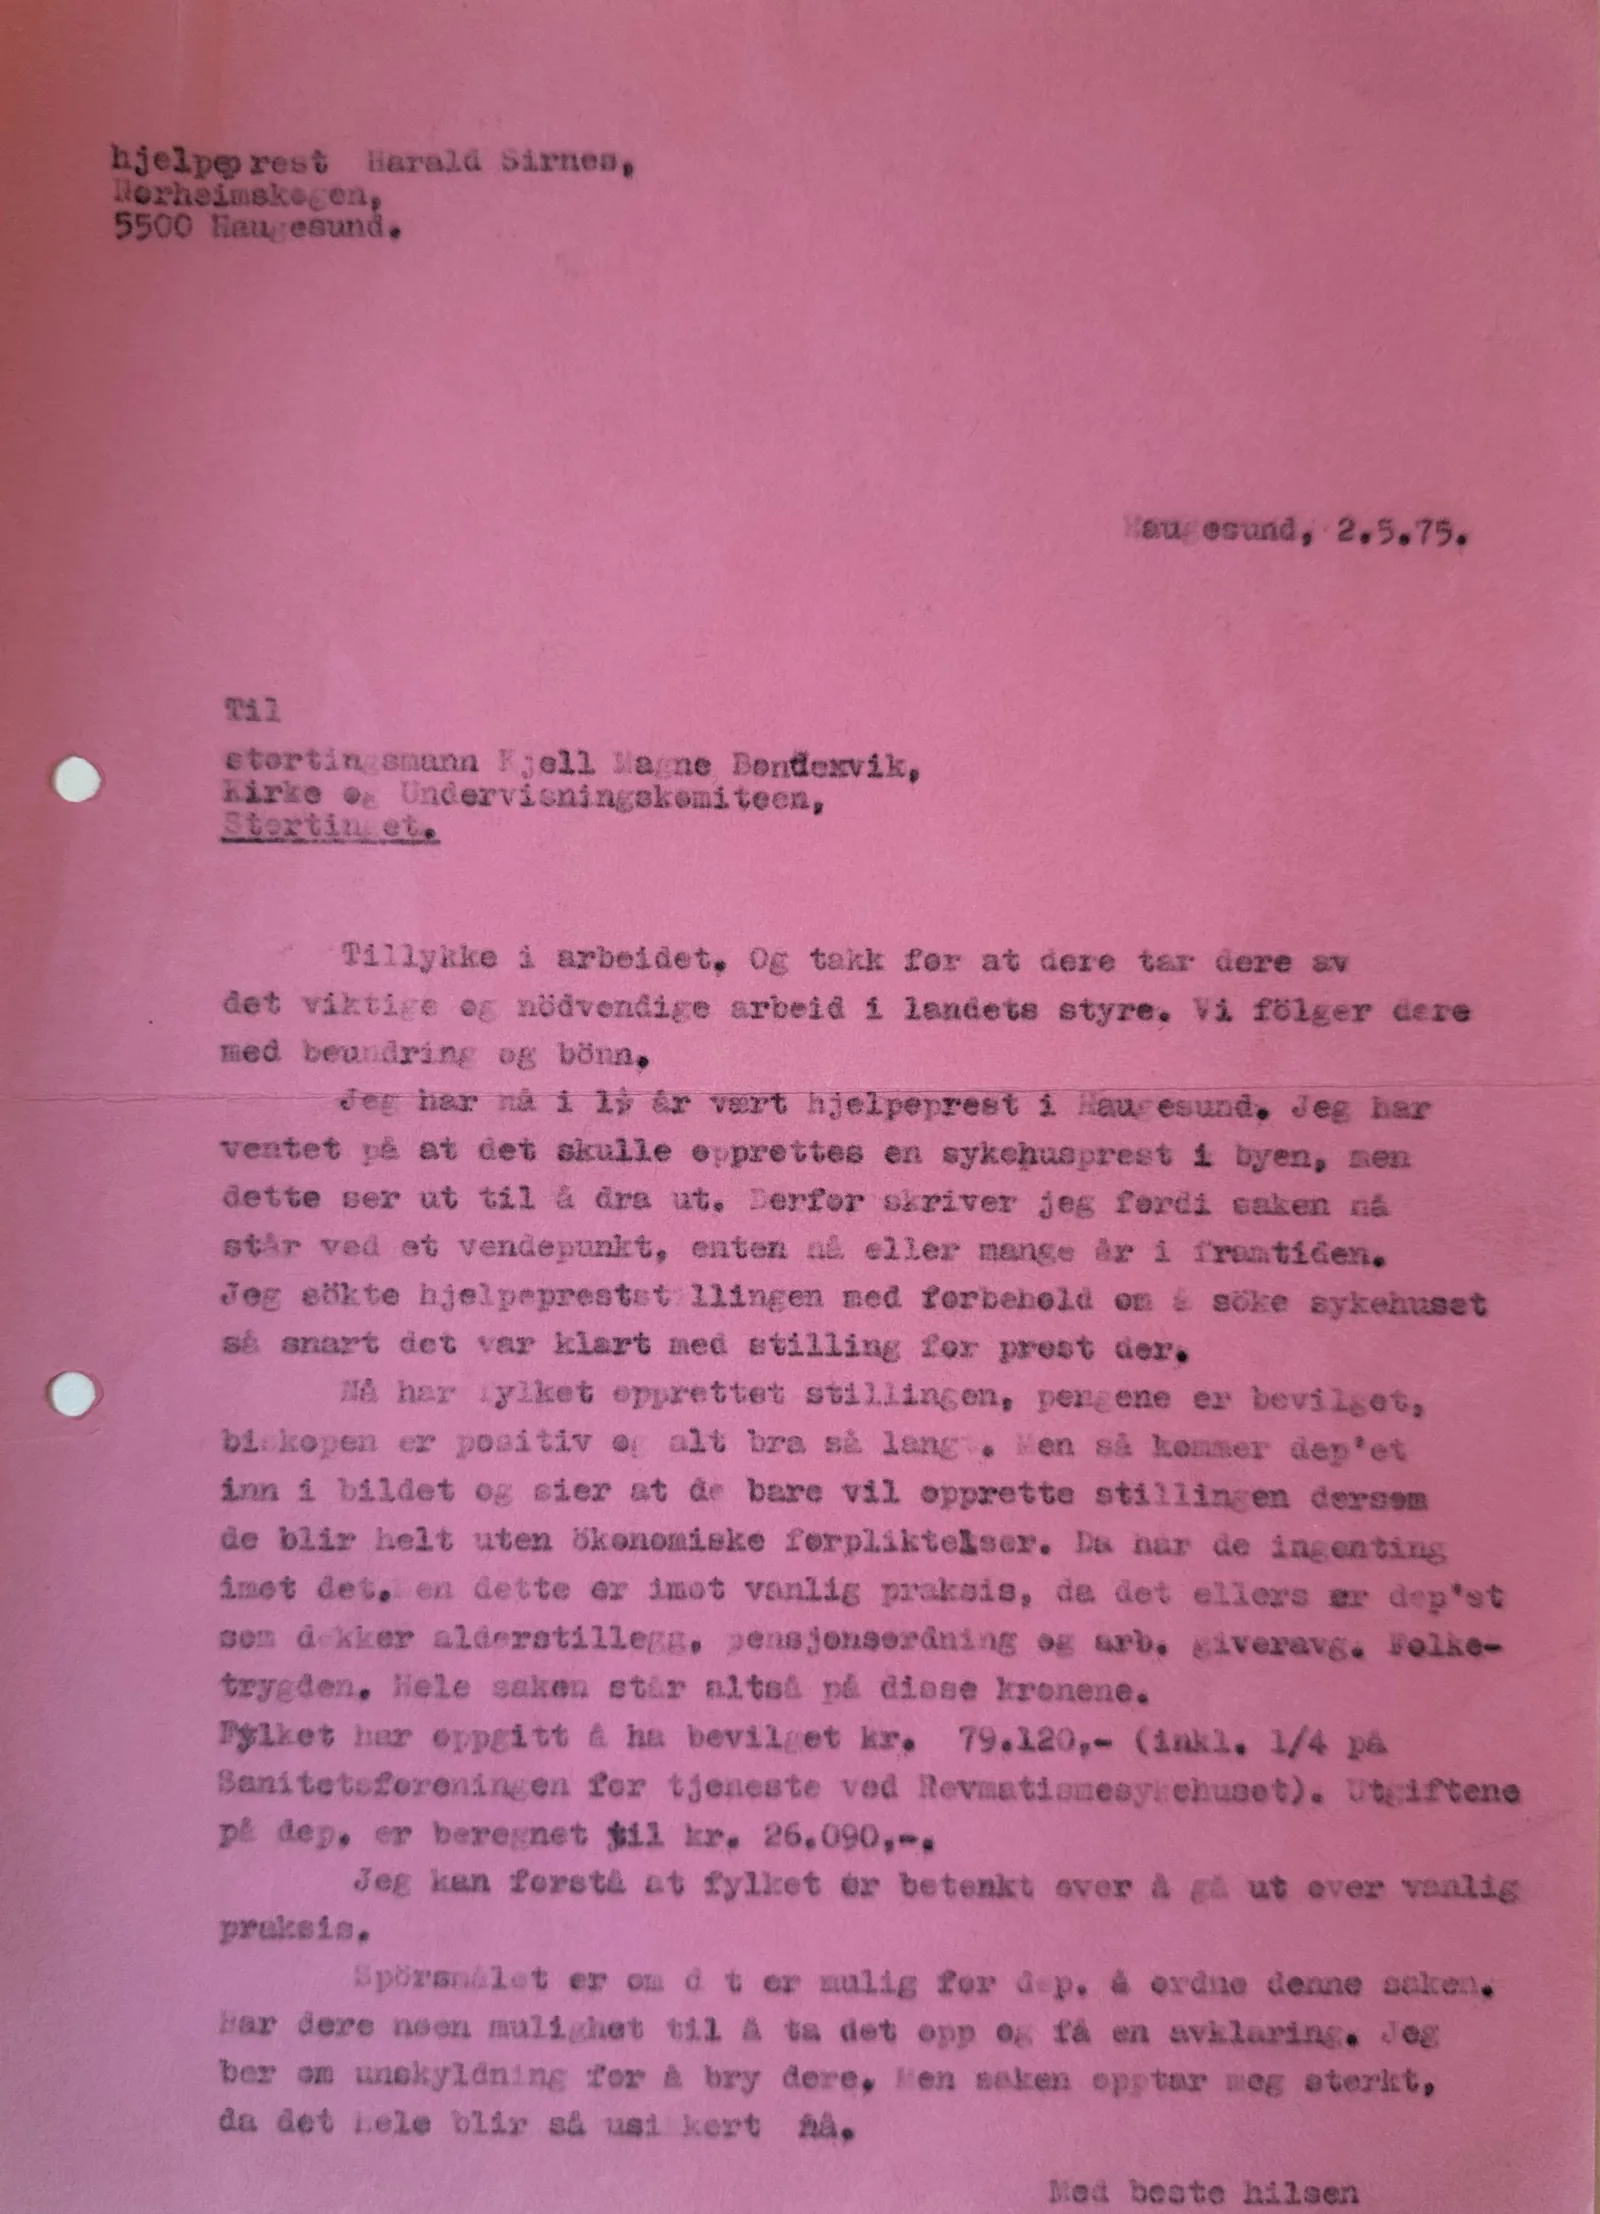 hjelpeprest Harald Sirnes,
Norheimskogen,
5500 Haugesund.
Haugesund, 2.5.75.
Til
stortingsmann Kjell Magne Bondevik,
Kirke og Undervisningskomiteen,
Stortinget.
Tillykke i arbeidet. Og takk for at dere tar dere av
det viktige og nödvendige arbeid i landets styre. Vi fölger dere
med beundring og bönn.
Jeg har nå i år vært hjelpeprest i Haugesund. Jeg har
ventet på at det skulle opprettes en sykehusprest i byen, men
dette ser ut til å dra ut. Derfor skriver jeg fordi saken nå
står ved et vendepunkt, enten nå eller mange år i framtiden.
Jeg sökte hjelpepreststillingen med forbehold om å söke sykehuset
så snart det var klart med stilling for prest der.
Nå har fylket opprettet stillingen, pengene er bevilget,
biskopen er positiv og alt bra så langt. Men så kommer dep'et
inn i bildet og sier at de bare vil opprette stillingen dersom
de blir helt uten ökonomiske forpliktelser. Da har de ingenting
imot det. Men dette er imot vanlig praksis, da det ellers er dep'et
som dekker alderstillegg, pensjonsordning og arb. giveravg. Folke-
trygden. Hele saken står altså på disse kronene.
Fylket har oppgitt å ha bevilget kr. 79.120,- (inkl. 1/4 på
Sanitetsforeningen for tjeneste ved Revmatismesykehuset). Utgiftene
på dep. er beregnet til kr. 26.090,-.
Jeg kan forstå at fylket er betenkt over å gå ut over vanlig
praksis.
Spörsmålet er om det er mulig for dep. å ordne denne saken.
Har dere noen mulighet til å ta det opp og få en avklaring. Jeg
ber om unskyldning for å bry dere. Men saken opptar meg sterkt,
da det hele blir så usikkert nå.
Med beste hilsen